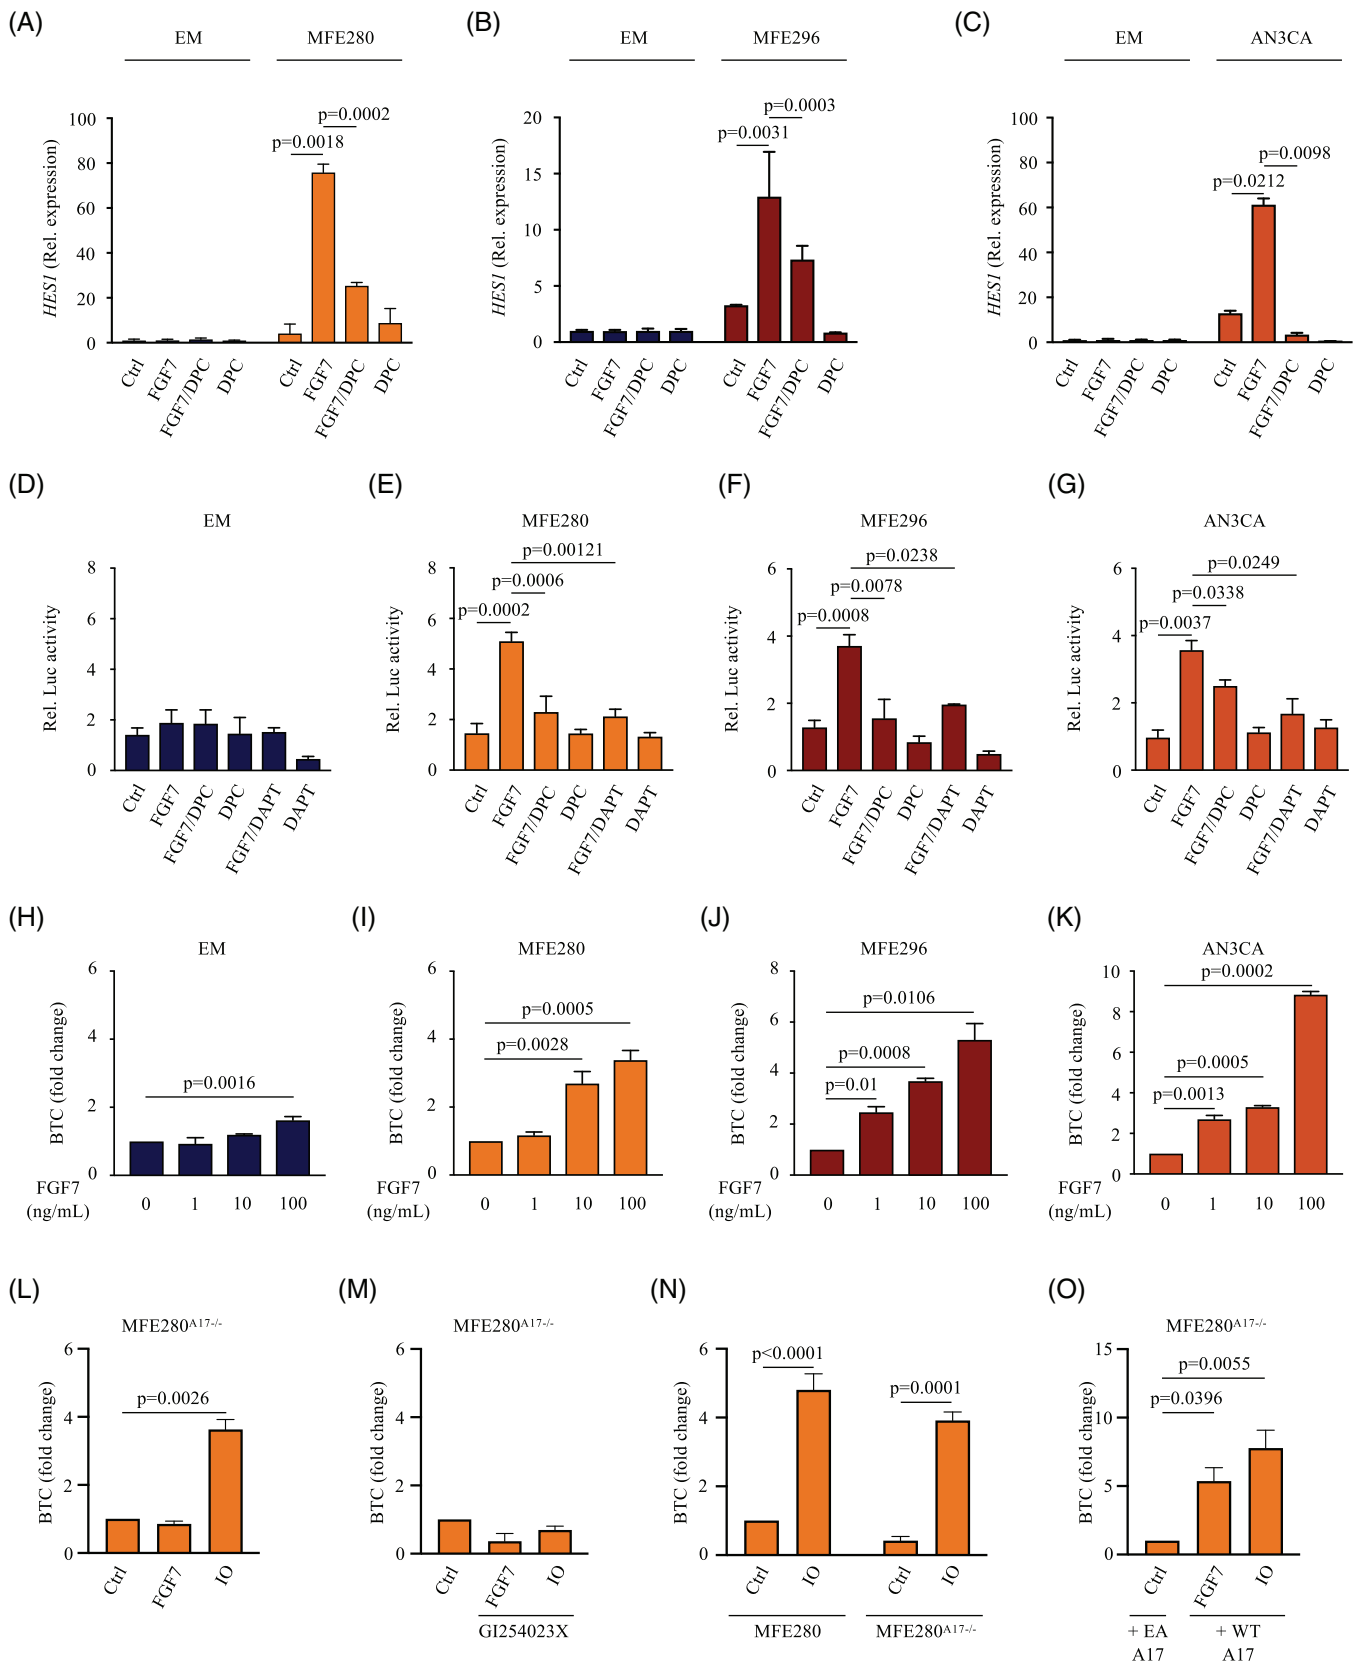 (A)
EM MFE280
HES1 (Rel. expression)
100
80
60
40
20
0
p=0.0002
p=0.0018
Ctrl FGF7 FGF7/DPC DPC Ctrl FGF7 FGF7/DPC DPC
(B)
EM MFE296
HES1 (Rel. expression)
20
15
10
5
0
p=0.0003
p=0.0031
Ctrl FGF7 FGF7/DPC DPC Ctrl FGF7 FGF7/DPC DPC
(C)
EM AN3CA
HES1 (Rel. expression)
100
80
60
40
20
0
p=0.0098
p=0.0212
Ctrl FGF7 FGF7/DPC DPC Ctrl FGF7 FGF7/DPC DPC
(D)
EM
Rel. Luc activity
8
6
4
2
0
Ctrl FGF7 FGF7/DPC DPC FGF7/DAPT DAPT
(E)
MFE280
Rel. Luc activity
8
6
4
2
0
p=0.00121
p=0.0006
p=0.0002
Ctrl FGF7 FGF7/DPC DPC FGF7/DAPT DAPT
(F)
MFE296
Rel. Luc activity
6
4
2
0
p=0.0238
p=0.0078
p=0.0008
Ctrl FGF7 FGF7/DPC DPC FGF7/DAPT DAPT
(G)
AN3CA
Rel. Luc activity
6
4
2
0
p=0.0249
p=0.0338
p=0.0037
Ctrl FGF7 FGF7/DPC DPC FGF7/DAPT DAPT
(H)
EM
BTC (fold change)
6
4
2
0
p=0.0016
FGF7
(ng/mL)
0 1 10 100
(I)
MFE280
BTC (fold change)
6
4
2
0
p=0.0005
p=0.0028
0 1 10 100
(J)
MFE296
BTC (fold change)
8
6
4
2
0
p=0.0106
p=0.0008
p=0.01
FGF7
(ng/mL)
0 1 10 100
(K)
AN3CA
BTC (fold change)
10
8
6
4
2
0
p=0.0002
p=0.0005
p=0.0013
FGF7
(ng/mL)
0 1 10 100
(L)
MFE280A17-/-
BTC (fold change)
6
4
2
0
p=0.0026
Ctrl FGF7 IO
(M)
MFE280A17-/-
BTC (fold change)
6
4
2
0
Ctrl FGF7 IO
GI254023X
(N)
BTC (fold change)
6
4
2
0
p<0.0001
p=0.0001
Ctrl IO Ctrl IO
MFE280 MFE280A17-/-
(O)
MFE280A17-/-
BTC (fold change)
15
10
5
0
p=0.0055
p=0.0396
Ctrl FGF7 IO
+ EA + WT
A17 A17